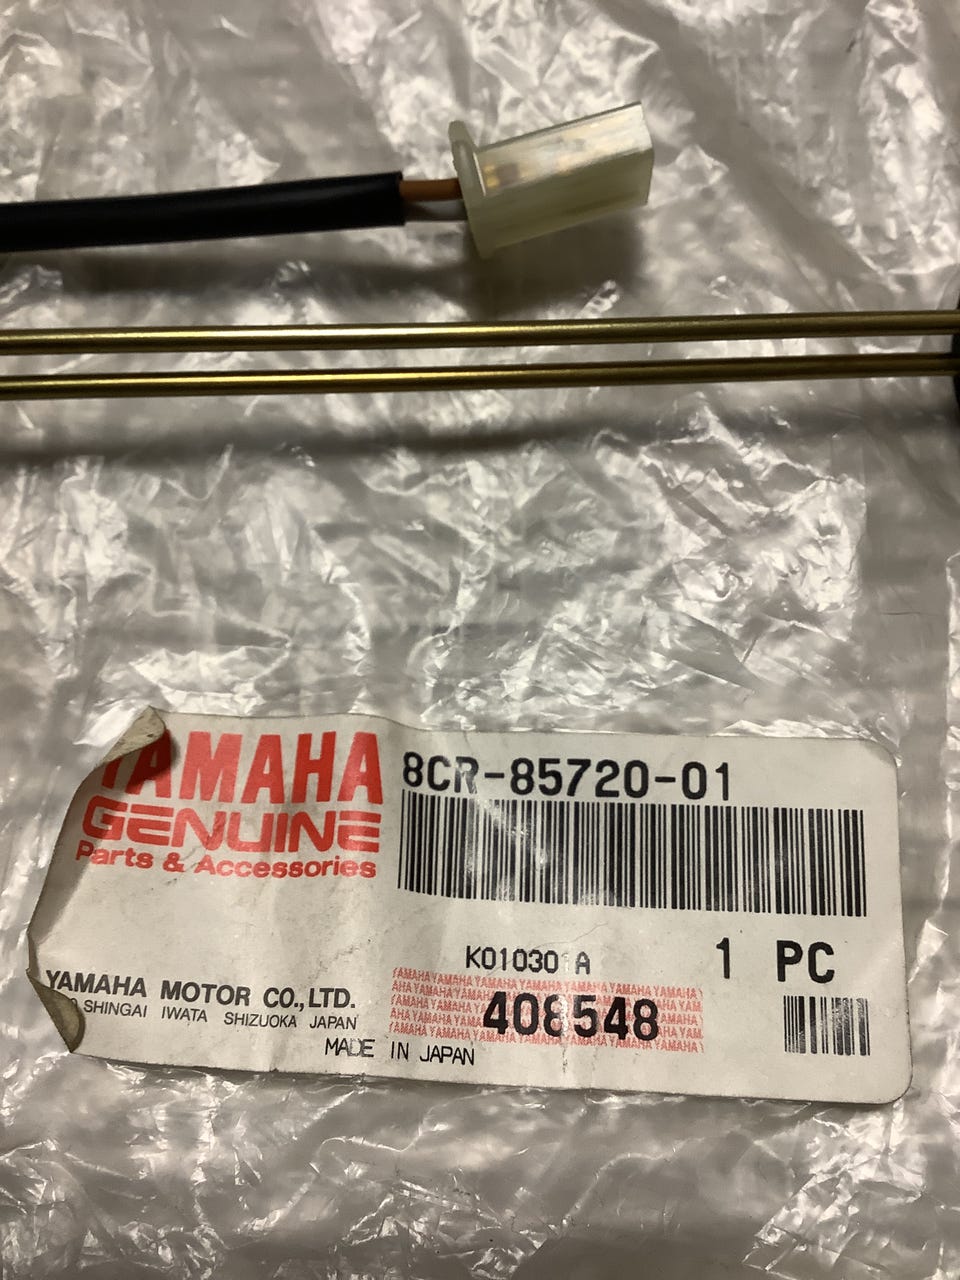 YAMAHA
GENUINE
Parts & Accessories
8CR-85720-01
K010301A
1 PC
YAMAHA MOTOR CO.,LTD.
SHINGAI IWATA SHIZUOKA JAPAN
408548
MADE IN JAPAN